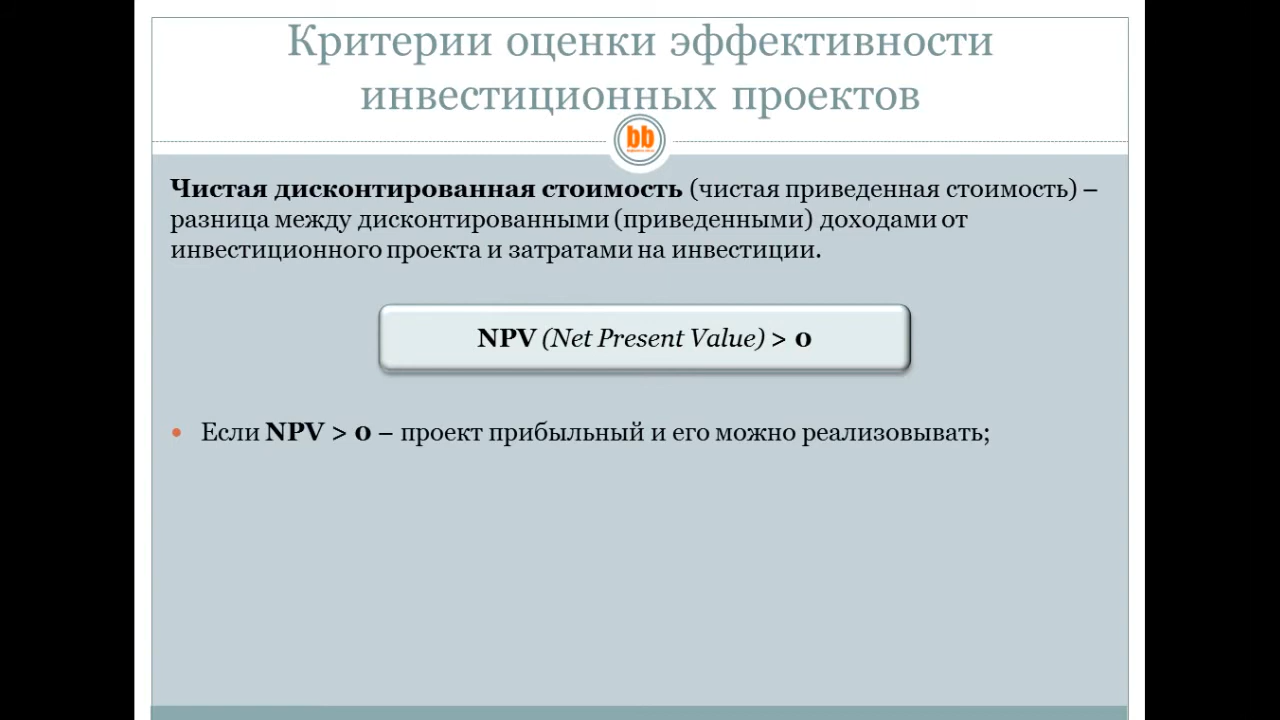 Критерии оценки эффективности
инвестиционных проектов
bb
Чистая дисконтированная стоимость (чистая приведенная стоимость) –
разница между дисконтированными (приведенными) доходами от
инвестиционного проекта и затратами на инвестиции.
NPV (Net Present Value) > 0
• Если NPV > 0 – проект прибыльный и его можно реализовывать;